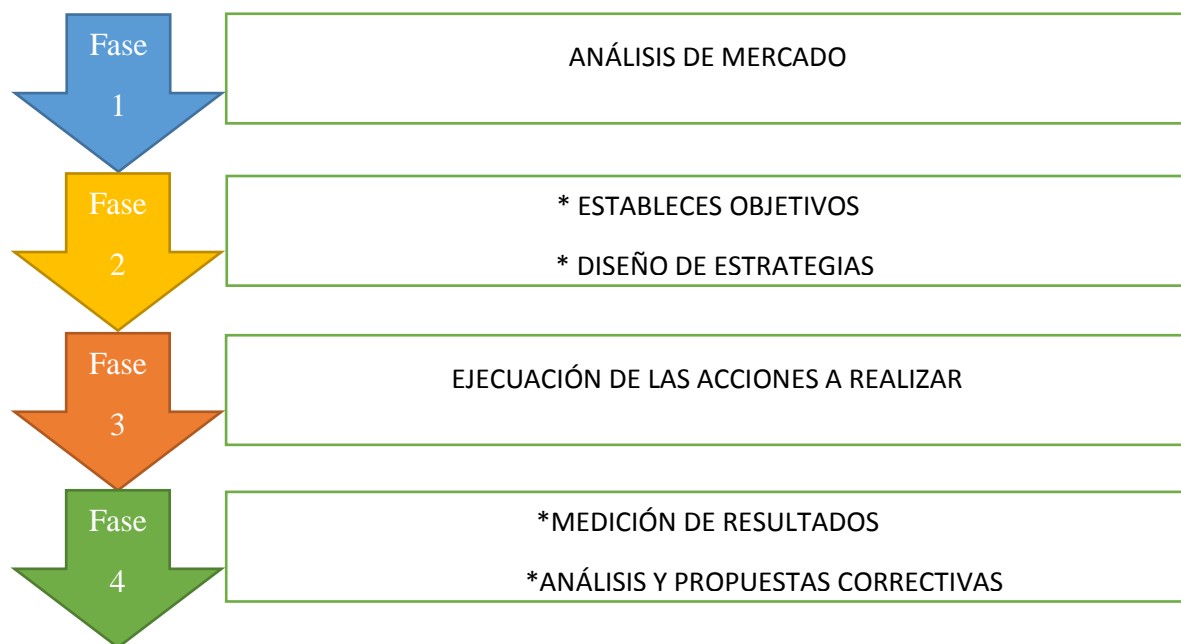 Fase
1
ANÁLISIS DE MERCADO
Fase
2
* ESTABLECES OBJETIVOS
* DISEÑO DE ESTRATEGIAS
Fase
3
EJECUACIÓN DE LAS ACCIONES A REALIZAR
Fase
4
*MEDICIÓN DE RESULTADOS
*ANÁLISIS Y PROPUESTAS CORRECTIVAS